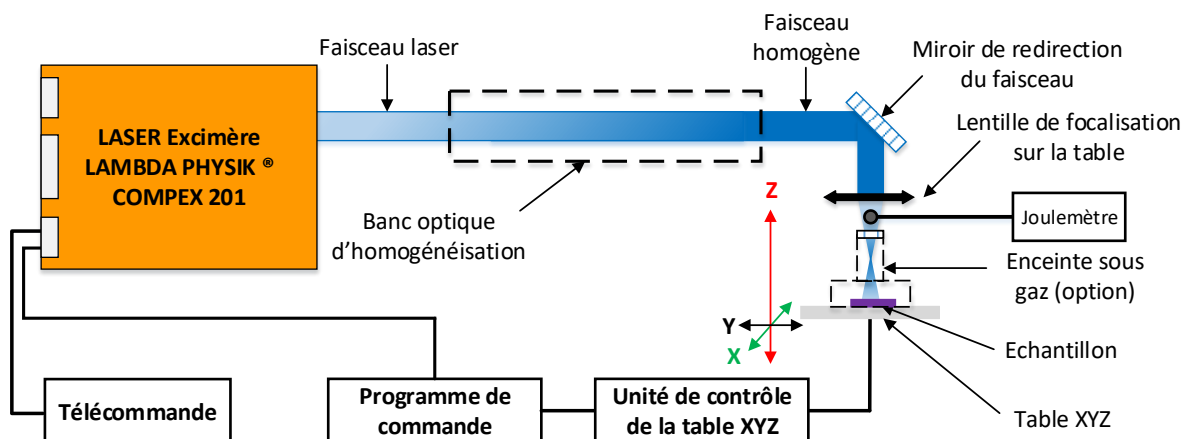 Faisceau laser
Faisceau
homogène
Miroir de redirection
du faisceau
LASER Excimère
LAMBDA PHYSIK ®
COMPEX 201
Lentille de focalisation
sur la table
Banc optique
d'homogénéisation
Z
Joulemètre
Enceinte sous
gaz (option)
Y
X
Echantillon
Télécommande
Programme de
commande
Unité de contrôle
de la table XYZ
Table XYZ